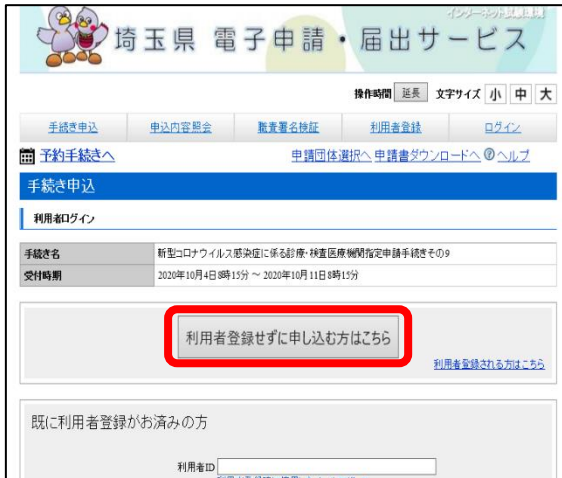 埼玉県 電子申請・届出サービス
操作時間 延長 文字サイズ 小 中 大
手続き申込 申込内容照会 職責署名検証 利用者登録 ログイン
予約手続きへ 申請団体選択へ 申請書ダウンロードへ ?ヘルプ
手続き申込
利用者ログイン
手続き名 新型コロナウイルス感染症に係る診療・検査医療機関指定申請手続きその9
受付時期 2020年10月4日8時15分 ～ 2020年10月11日8時15分
利用者登録せずに申し込む方はこちら
利用者登録される方はこちら
既に利用者登録がお済みの方
利用者ID